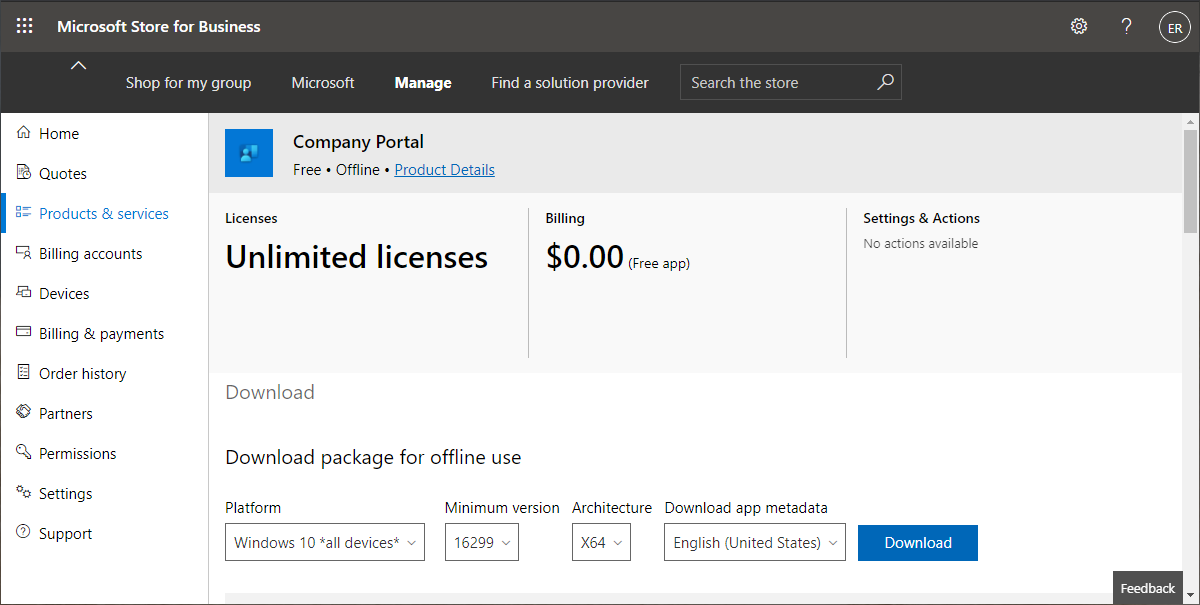 Microsoft Store for Business
?
ER
Shop for my group Microsoft Manage Find a solution provider Search the store
Home
Quotes
Products & services
Billing accounts
Devices
Billing & payments
Order history
Partners
Permissions
Settings
Support
Company Portal
Free • Offline • Product Details
Licenses
Unlimited licenses
Billing
$0.00 (Free app)
Settings & Actions
No actions available
Download
Download package for offline use
Platform Minimum version Architecture Download app metadata
Windows 10 *all devices* 16299 X64 English (United States) Download
Feedback